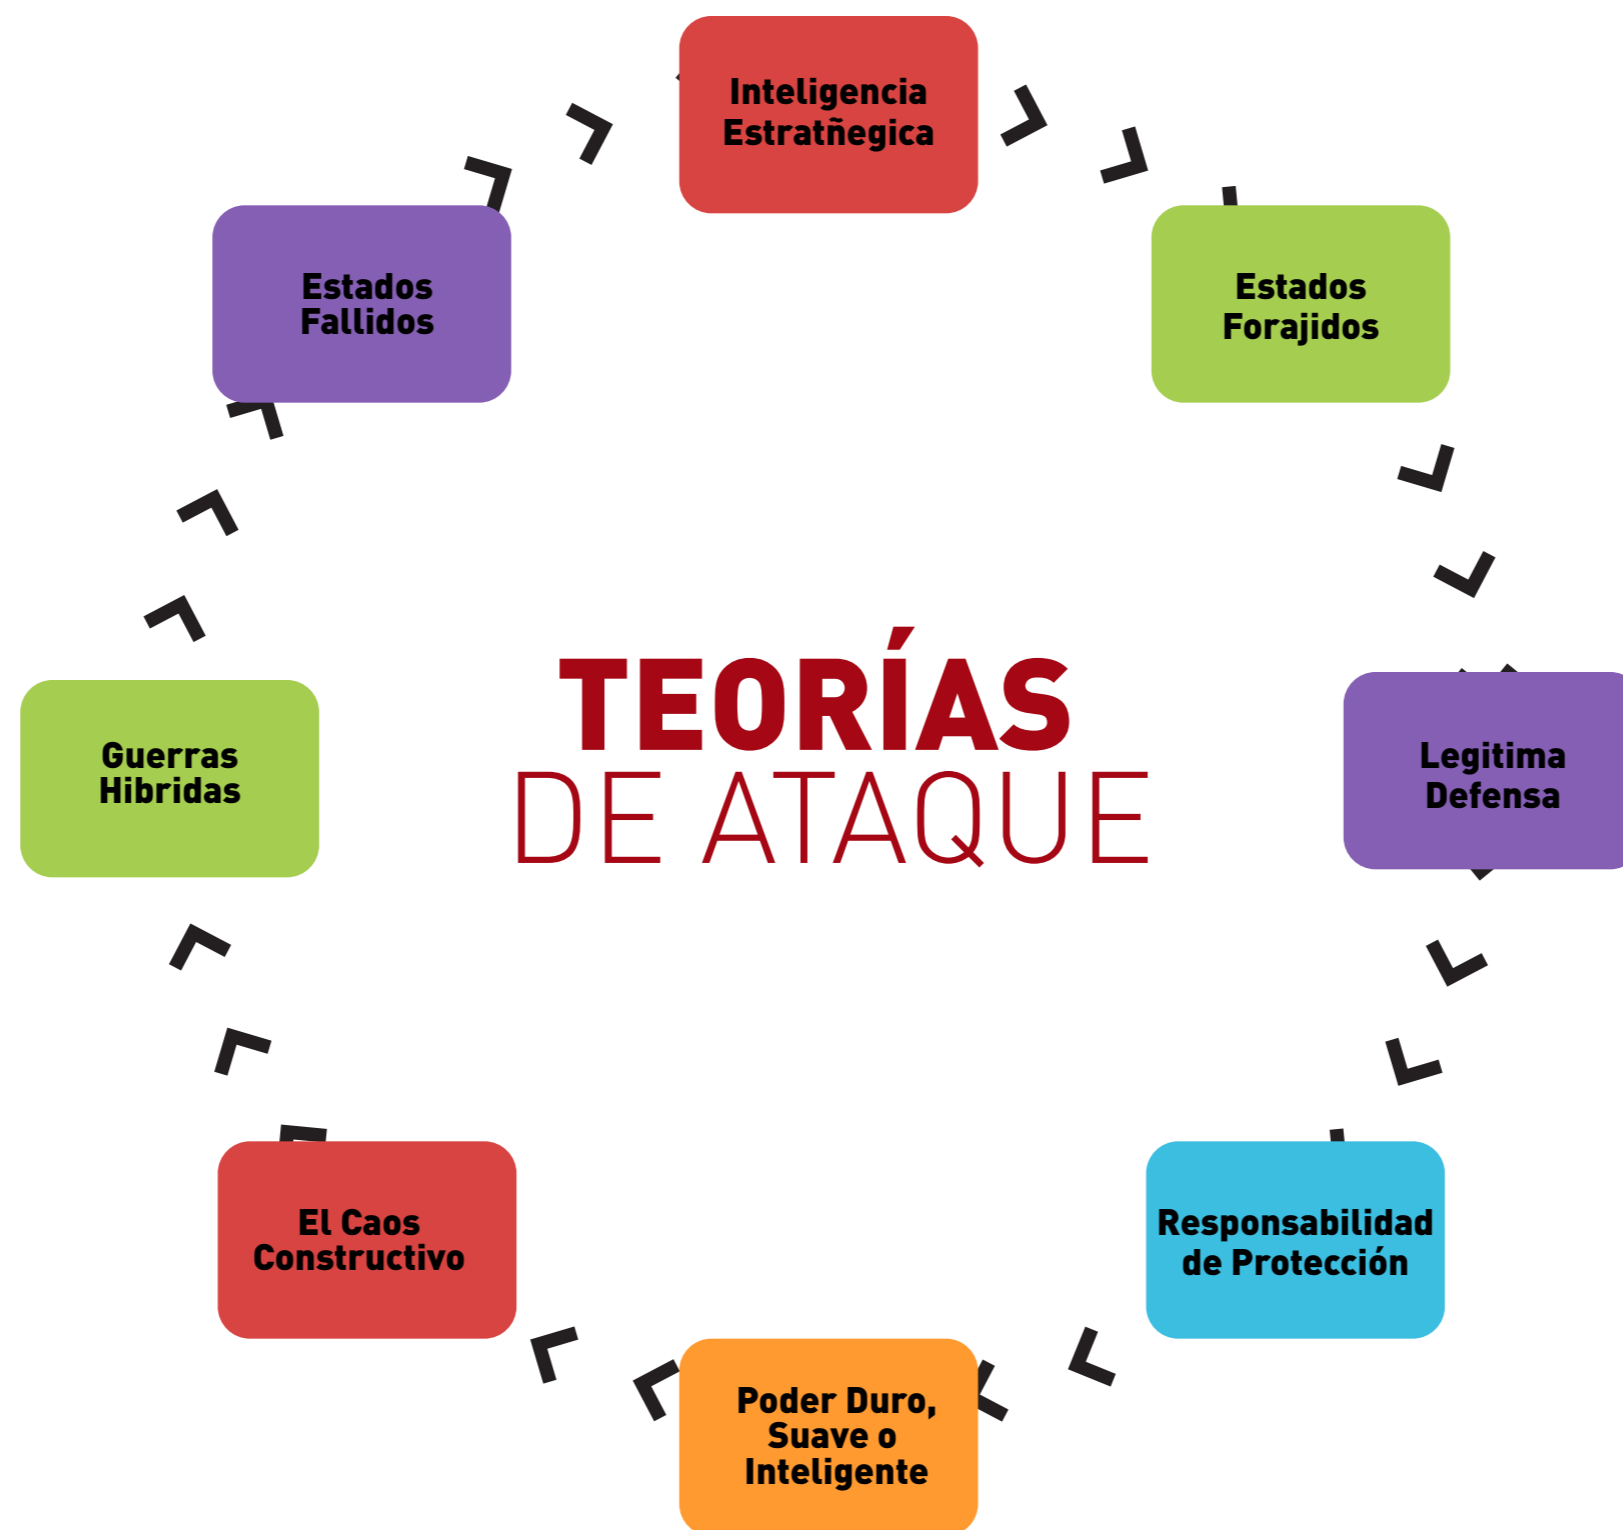 Inteligencia
Estratñegica
Estados
Forajidos
Legitima
Defensa
Responsabilidad
de Protección
Poder Duro,
Suave o
Inteligente
El Caos
Constructivo
Guerras
Hibridas
Estados
Fallidos
TEORÍAS
DE ATAQUE